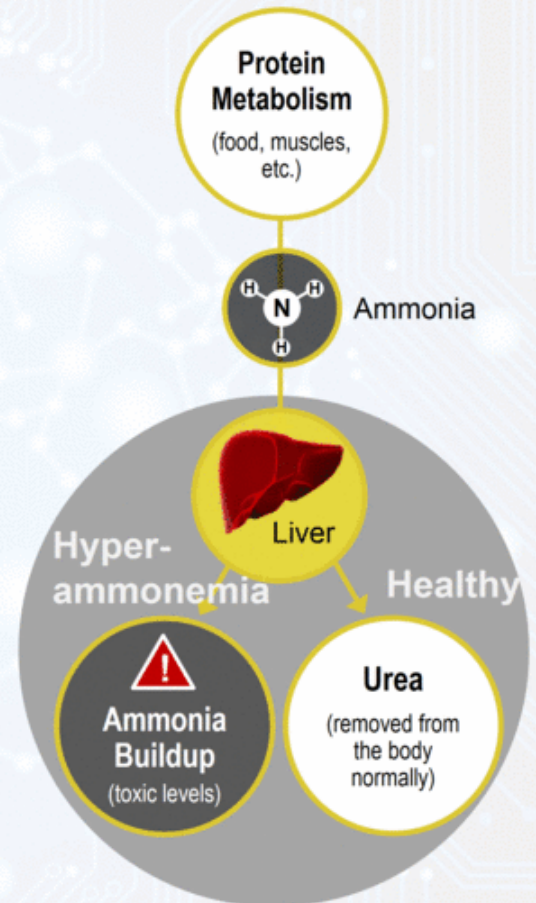 Protein
Metabolism
(food, muscles,
etc.)
H
H
N
H
Ammonia
Liver
Hyper-
ammonemia
Healthy
!
Ammonia
Buildup
(toxic levels)
Urea
(removed from
the body
normally)